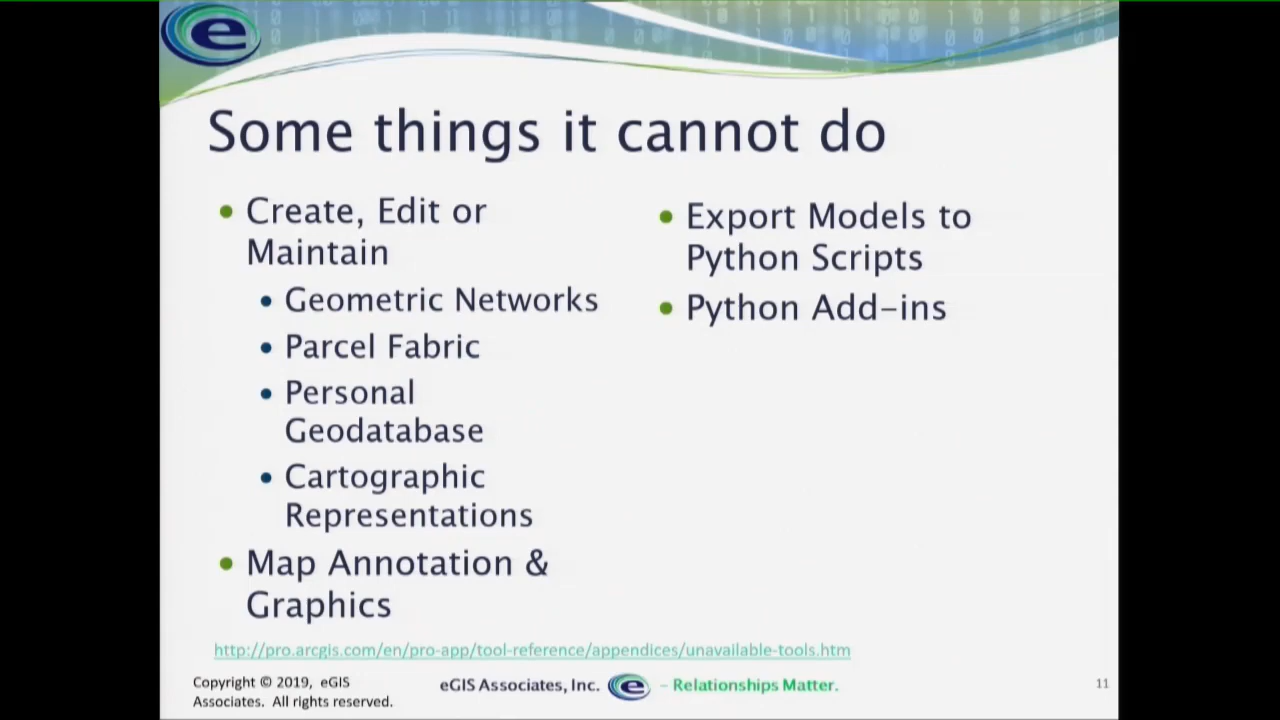 Some things it cannot do
• Create, Edit or
Maintain
• Geometric Networks
• Parcel Fabric
• Personal
Geodatabase
• Cartographic
Representations
• Map Annotation &
Graphics
• Export Models to
Python Scripts
• Python Add-ins
http://pro.arcgis.com/en/pro-app/tool-reference/appendices/unavailable-tools.htm
Copyright © 2019, eGIS
Associates. All rights reserved.
eGIS Associates, Inc. e – Relationships Matter.
11